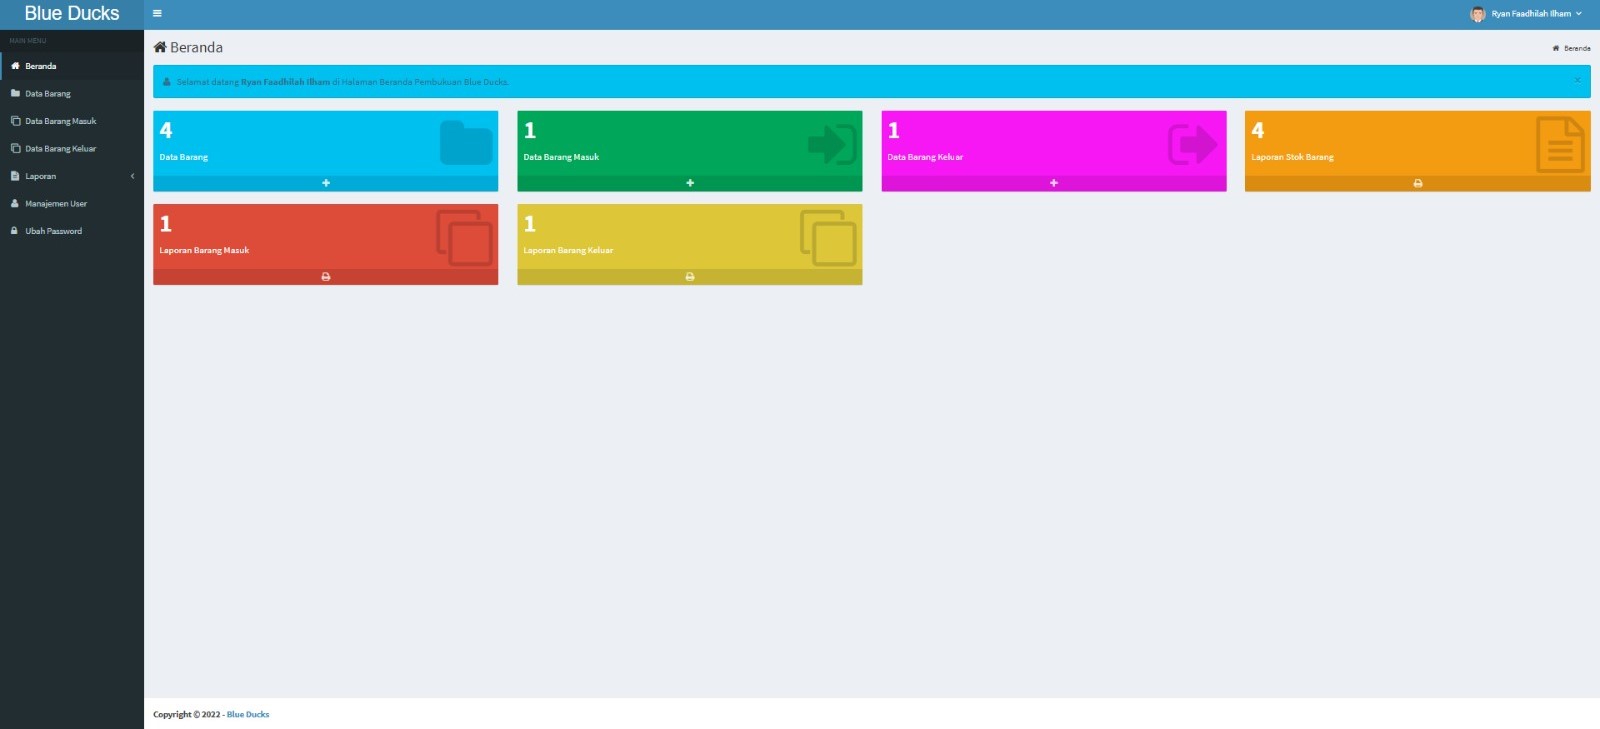 Blue Ducks
Ryan Faadhilah Ilham
MAIN MENU
Beranda
Data Barang
Data Barang Masuk
Data Barang Keluar
Laporan
Manajemen User
Ubah Password
Beranda
Beranda
Selamat datang Ryan Faadhilah Ilham di Halaman Beranda Pembukuan Blue Ducks.
×
4
Data Barang
1
Data Barang Masuk
1
Data Barang Keluar
4
Laporan Stok Barang
1
Laporan Barang Masuk
1
Laporan Barang Keluar
Copyright © 2022 - Blue Ducks